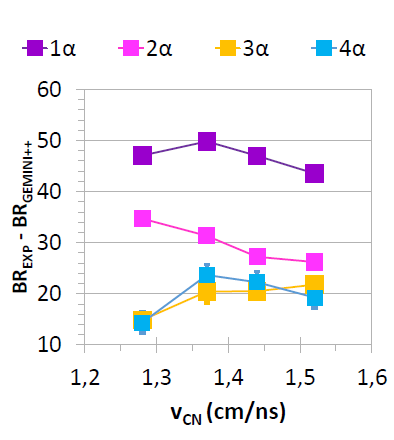 1α 2α 3α 4α
BR_EXP - BR_GEMINI++
60
50
40
30
20
10
1,2 1,3 1,4 1,5 1,6
v_CN (cm/ns)